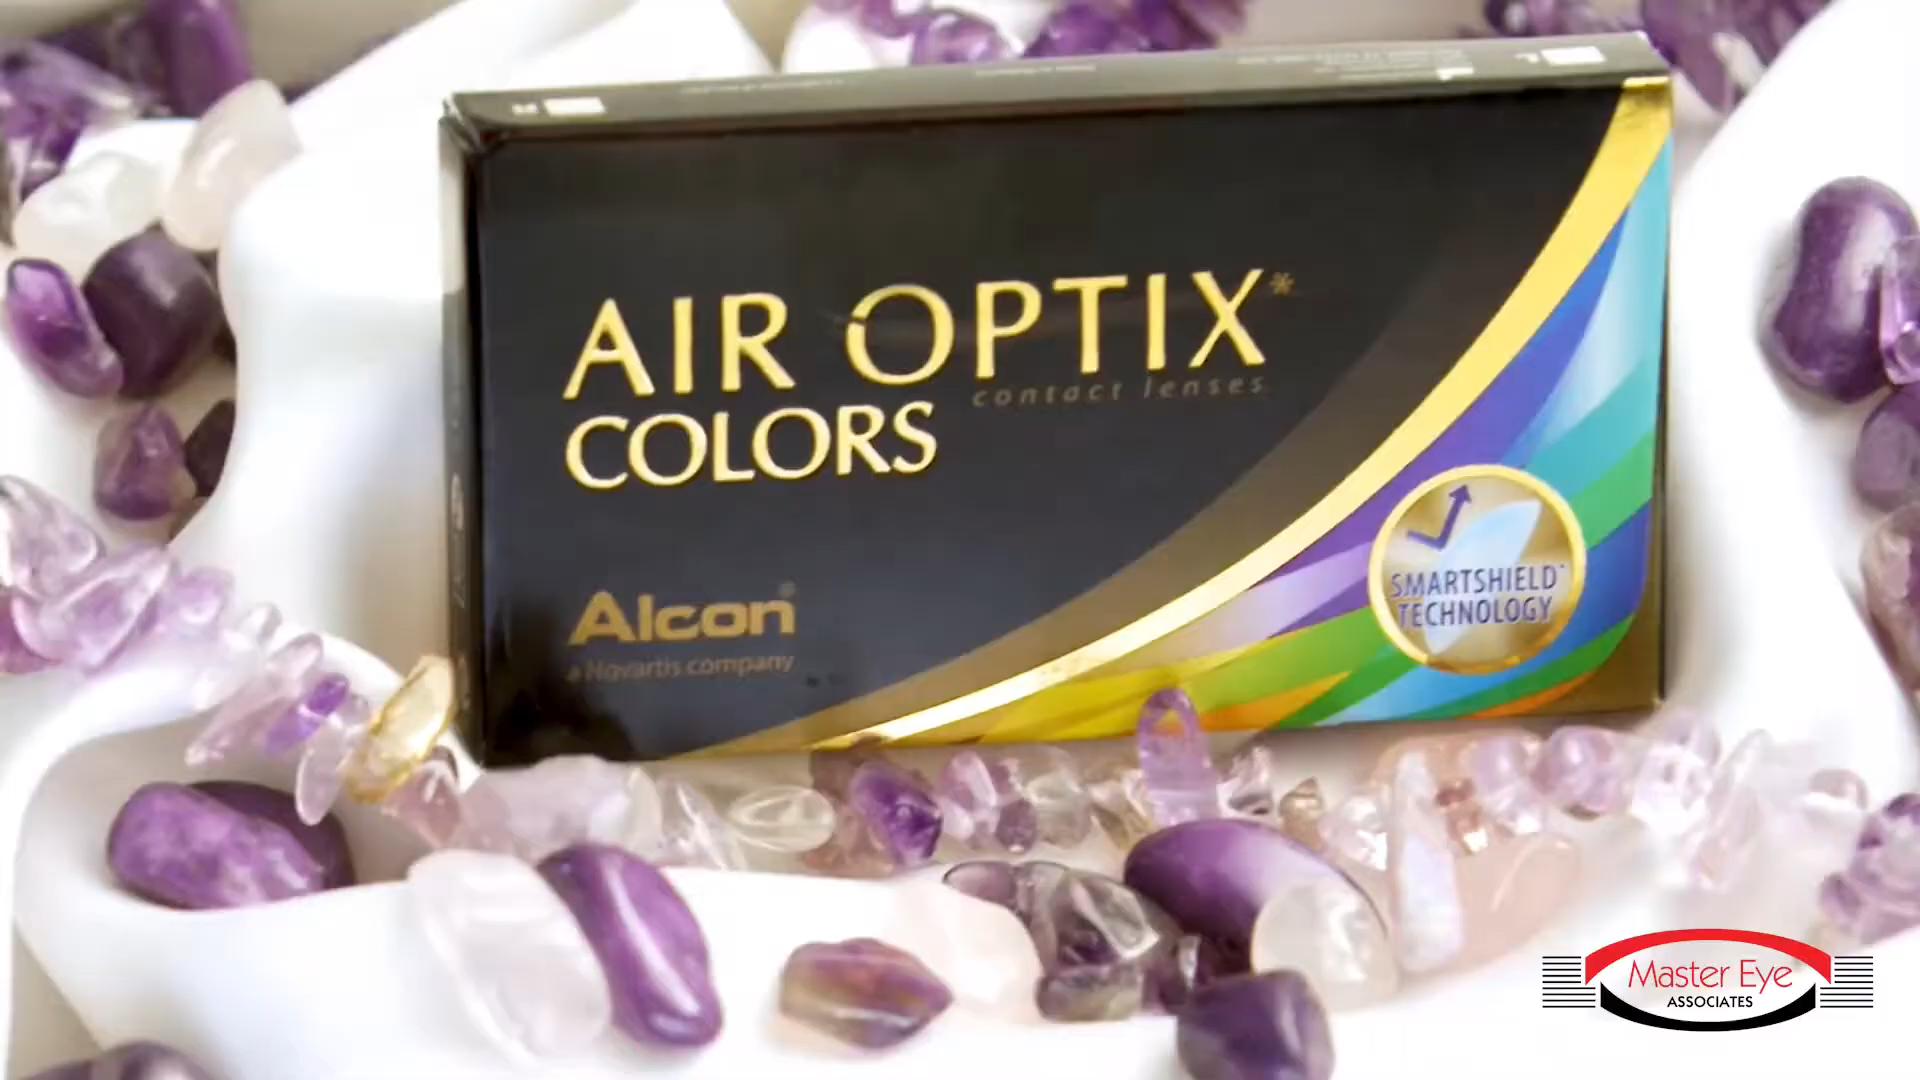 AIR OPTIX*
contact lenses
COLORS
Alcon®
a Novartis company
SMARTSHIELD
TECHNOLOGY
Master Eye
ASSOCIATES